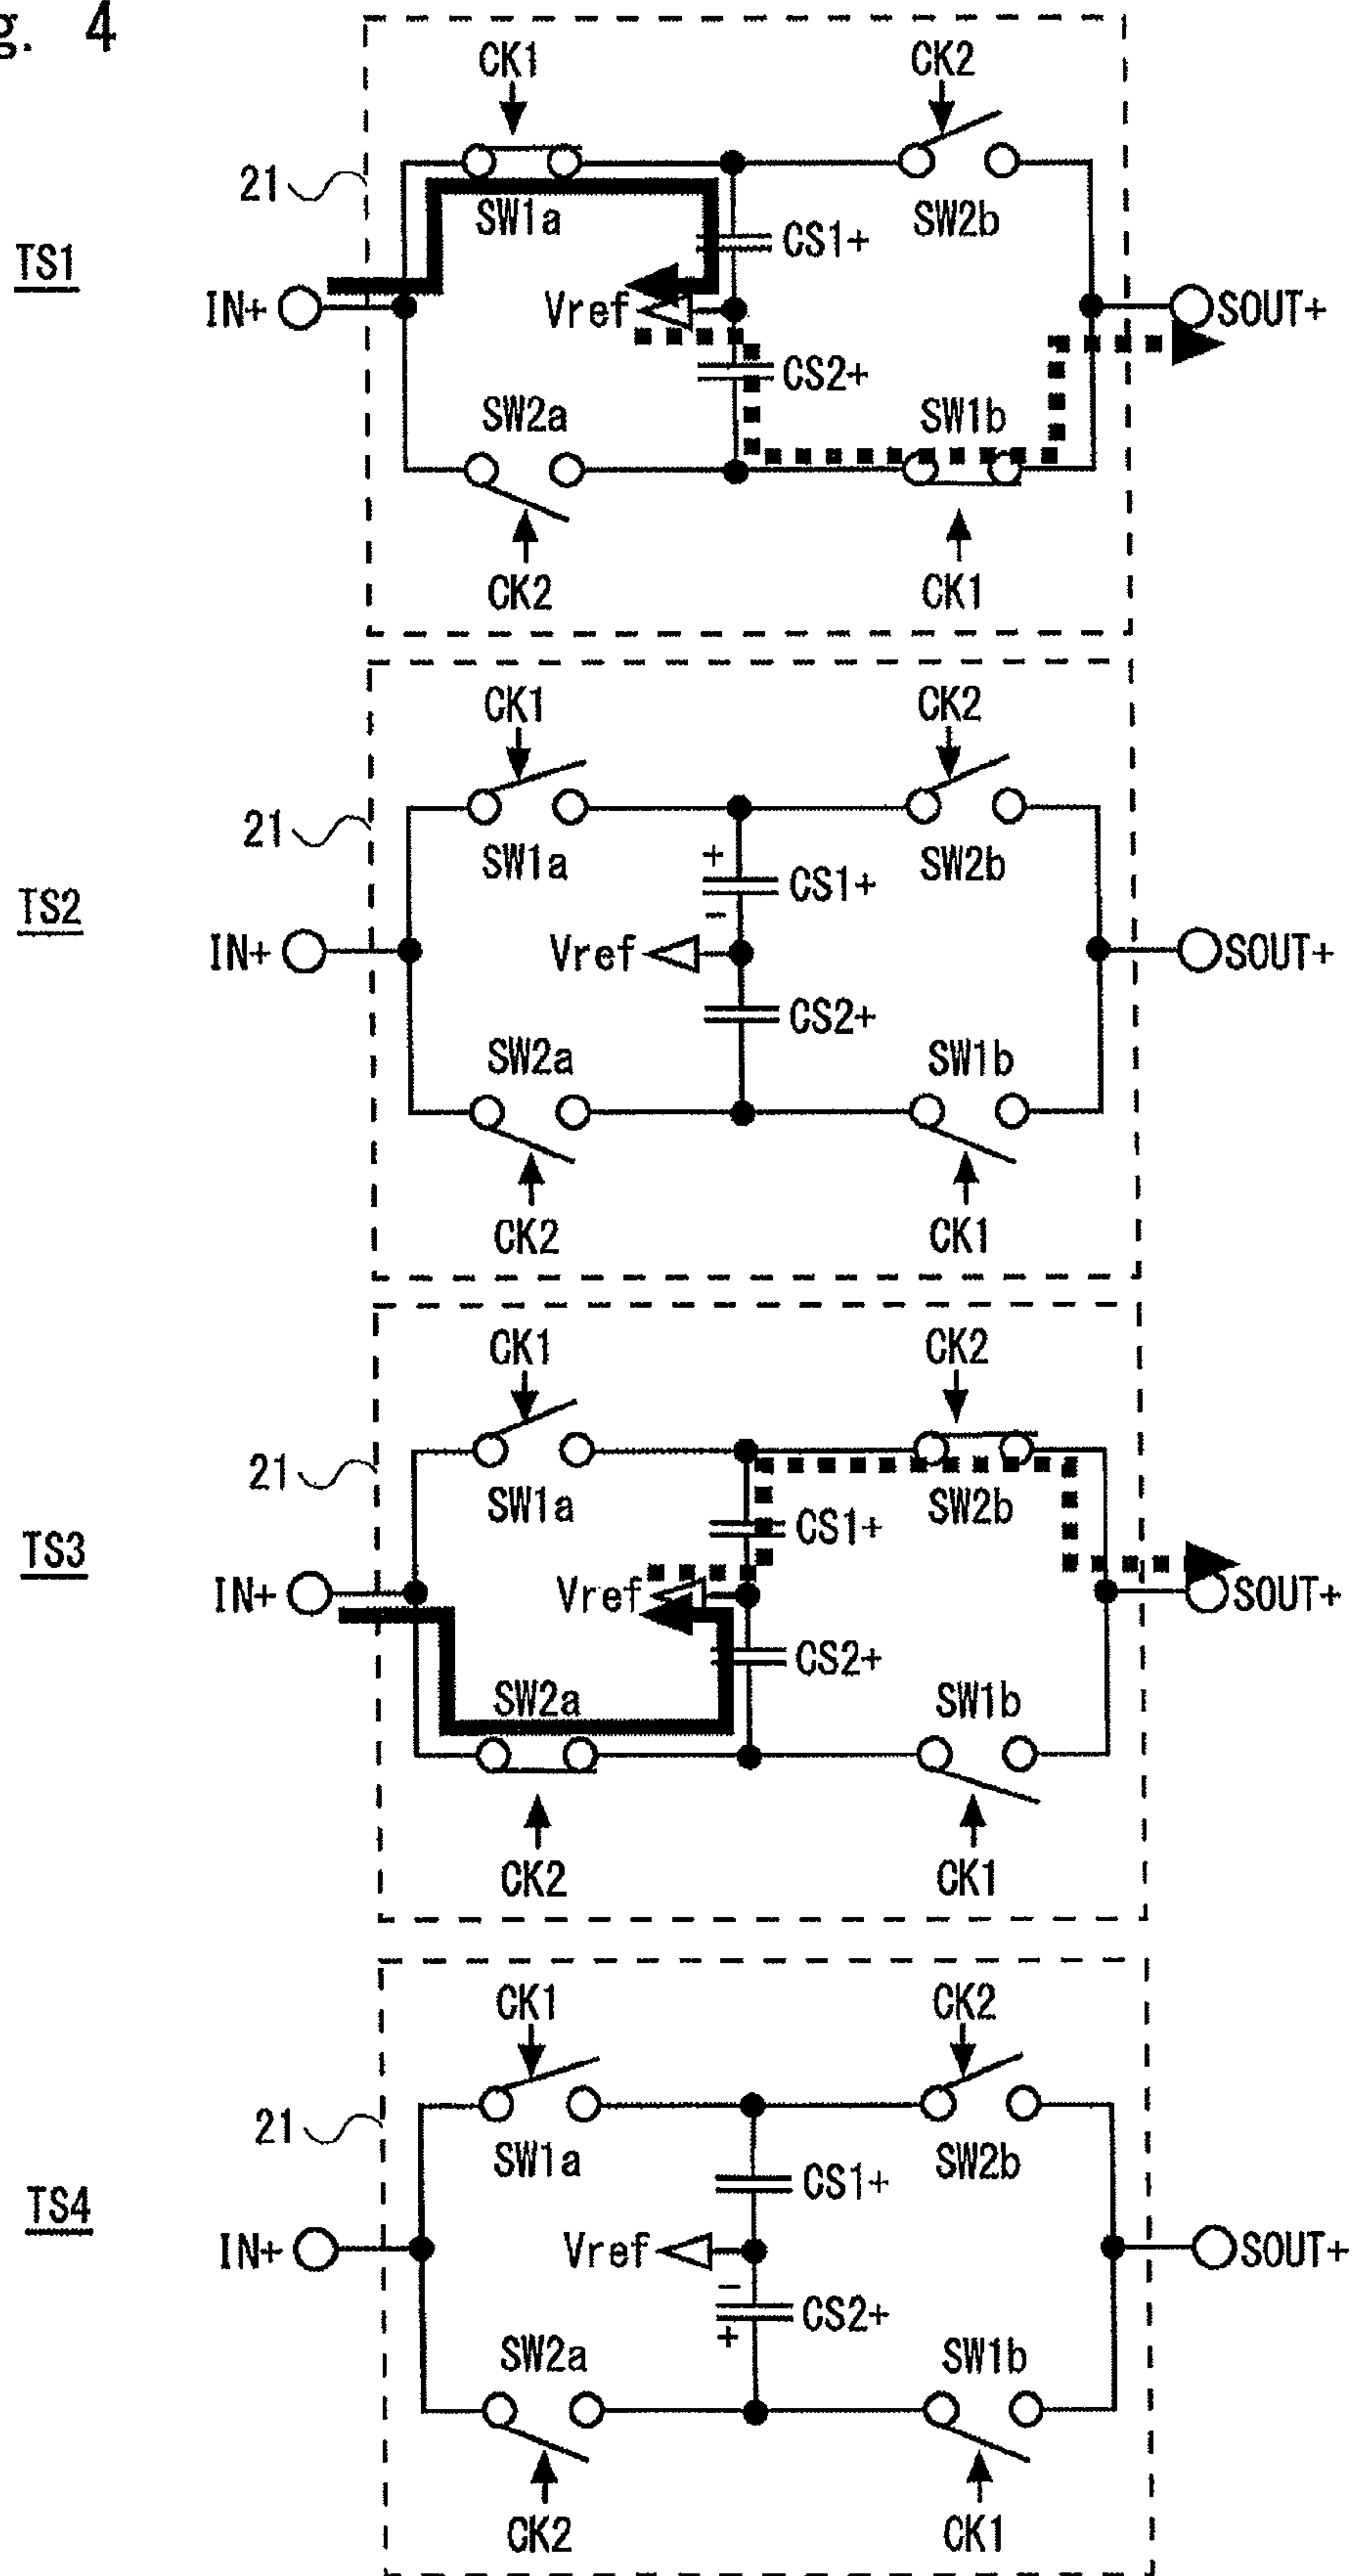 g. 4
CK1 CK2
21
SW1a SW2b
CS1+
TS1
IN+ Vref SOUT+
CS2+
SW2a SW1b
CK2 CK1
CK1 CK2
21
SW1a + SW2b
CS1+
TS2 -
IN+ Vref SOUT+
CS2+
SW2a SW1b
CK2 CK1
CK1 CK2
21
SW1a SW2b
CS1+
TS3
IN+ Vref SOUT+
CS2+
SW2a SW1b
CK2 CK1
CK1 CK2
21
SW1a SW2b
CS1+
TS4
IN+ Vref SOUT+
-
CS2+
+
SW2a SW1b
CK2 CK1